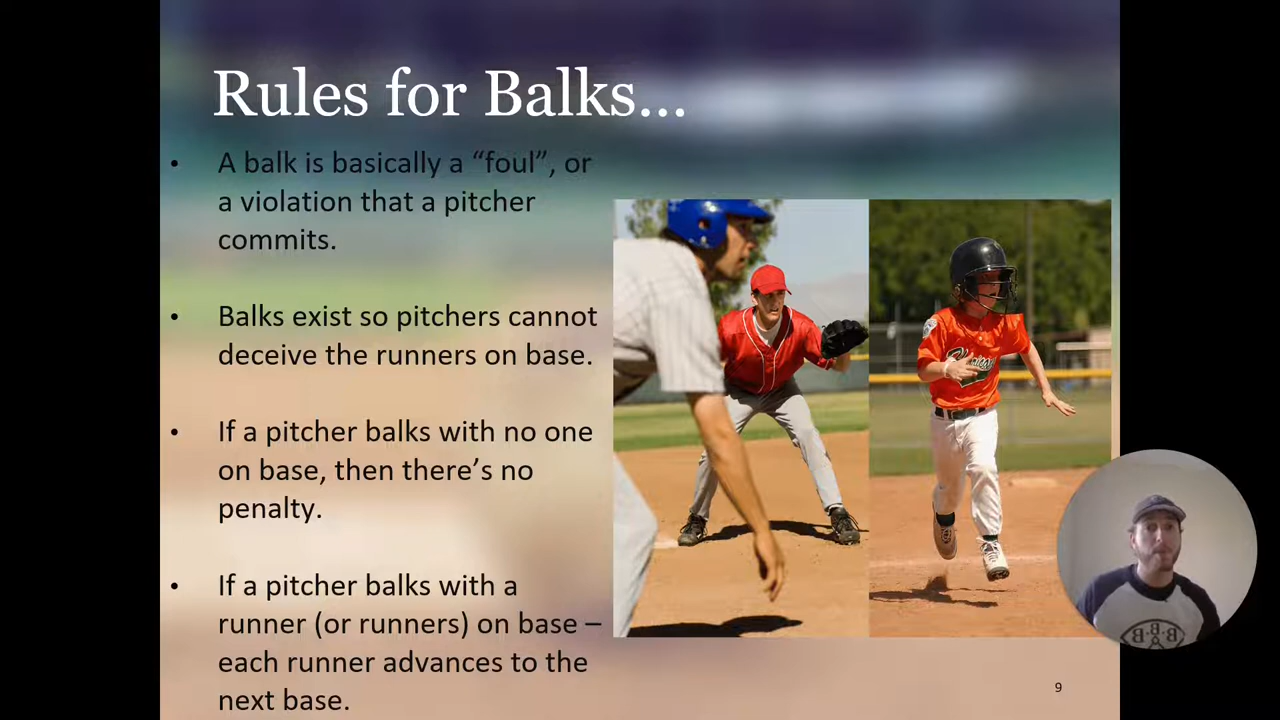 Rules for Balks...
• A balk is basically a “foul”, or
a violation that a pitcher
commits.
• Balks exist so pitchers cannot
deceive the runners on base.
• If a pitcher balks with no one
on base, then there’s no
penalty.
• If a pitcher balks with a
runner (or runners) on base –
each runner advances to the
next base.
9
B·B·B